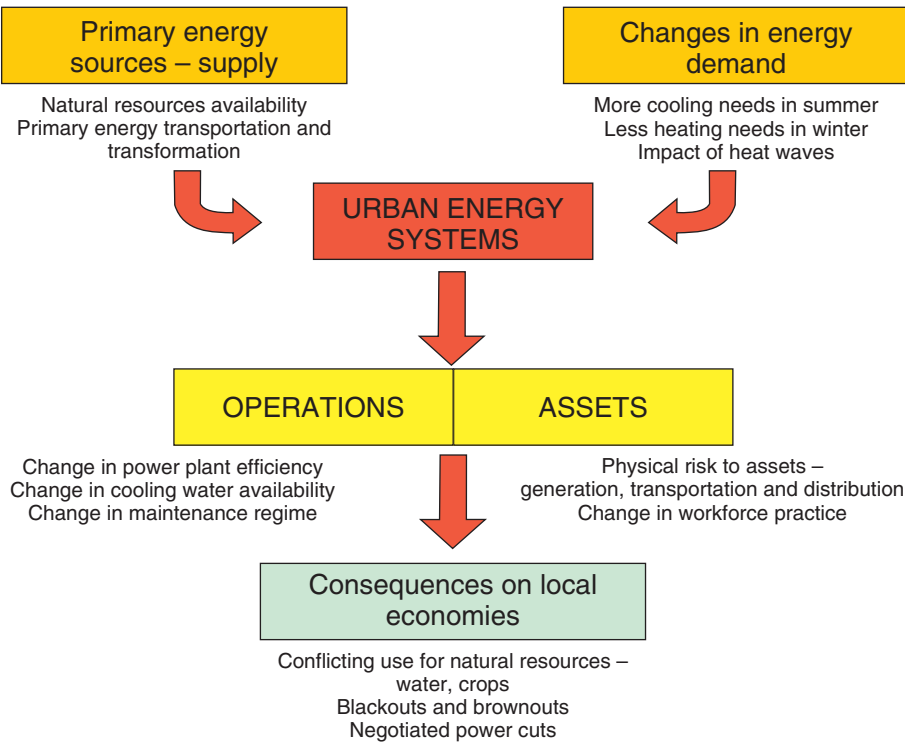 Primary energy
sources – supply
Natural resources availability
Primary energy transportation and
transformation
Changes in energy
demand
More cooling needs in summer
Less heating needs in winter
Impact of heat waves
URBAN ENERGY
SYSTEMS
OPERATIONS
ASSETS
Change in power plant efficiency
Change in cooling water availability
Change in maintenance regime
Physical risk to assets –
generation, transportation and distribution
Change in workforce practice
Consequences on local
economies
Conflicting use for natural resources –
water, crops
Blackouts and brownouts
Negotiated power cuts